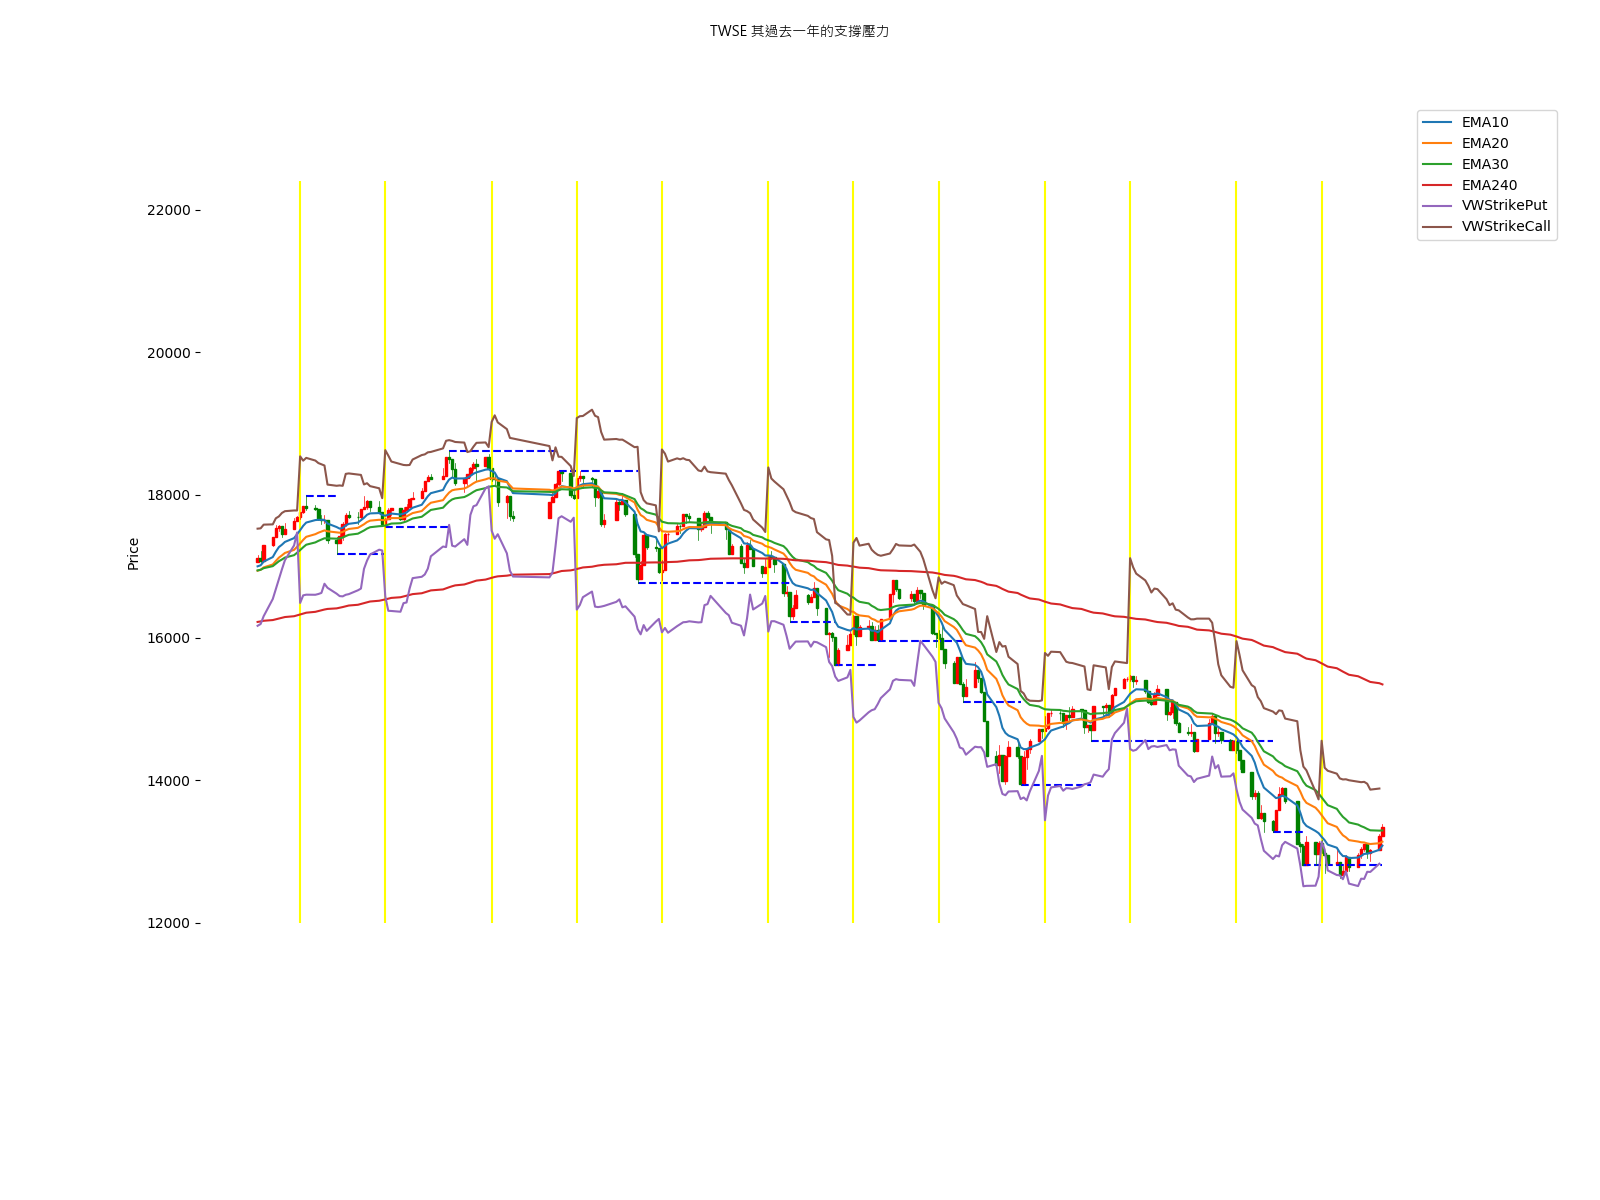 TWSE 其過去一年的支撐壓力
EMA10
EMA20
EMA30
EMA240
VWStrikePut
VWStrikeCall
22000
20000
18000
16000
14000
12000
Price